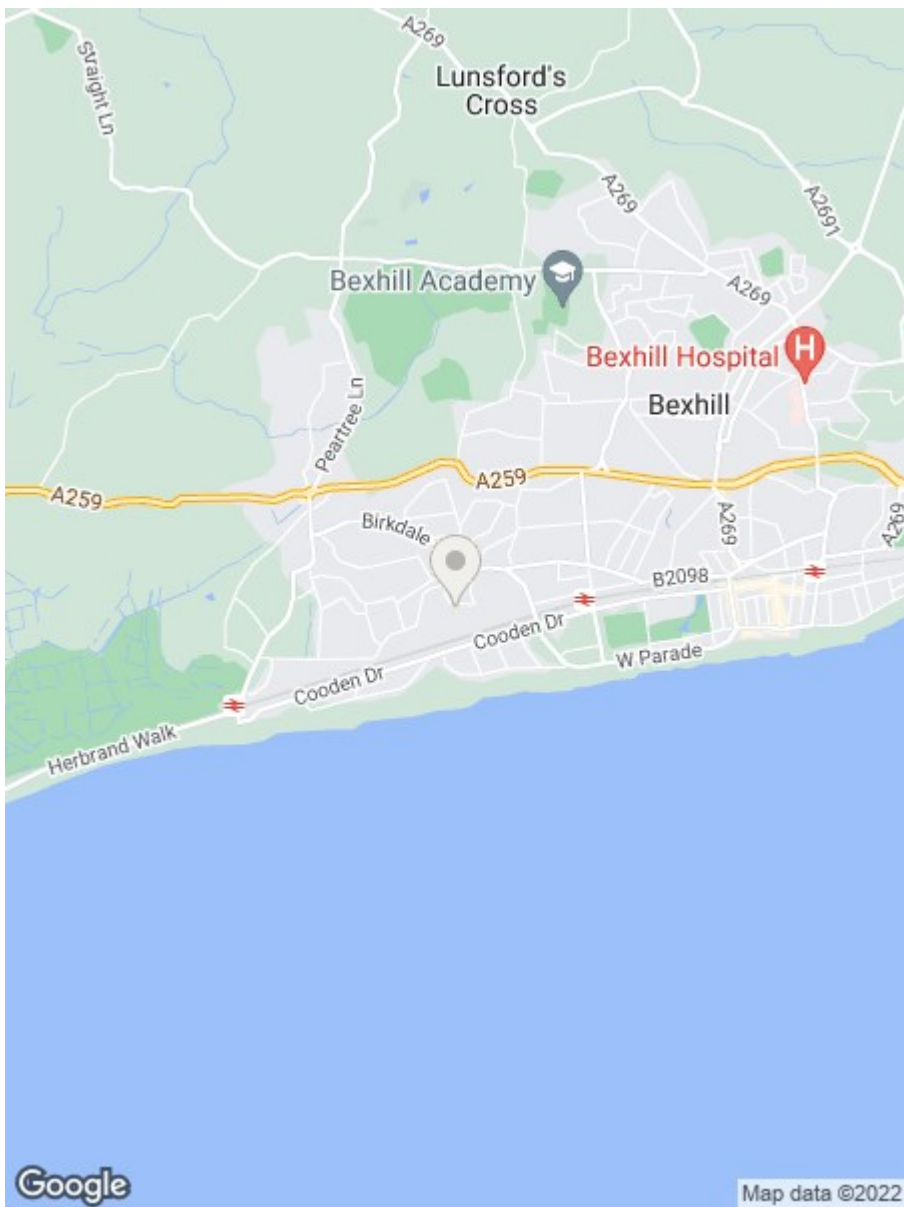 A269
Straight Ln
Lunsford's
Cross
A269
A2691
Bexhill Academy
A269
Bexhill Hospital
H
Bexhill
Peartree Ln
A259
A259
Birkdale
A269
A269
B2098
Cooden Dr
W Parade
Cooden Dr
Herbrand Walk
Google
Map data ©2022